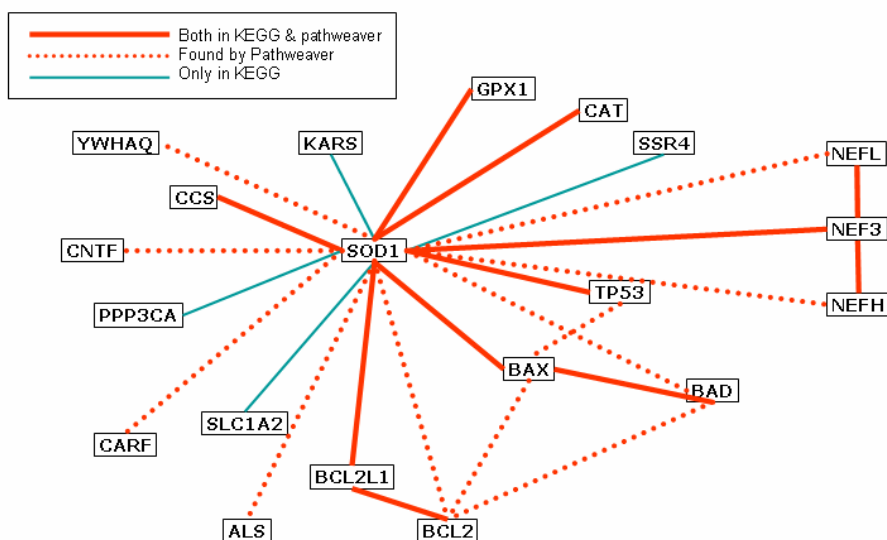 Both in KEGG & pathweaver
Found by Pathweaver
Only in KEGG
GPX1
CAT
YWHAQ
KARS
SSR4
NEFL
CCS
NEF3
CNTF
SOD1
TP53
NEFH
PPP3CA
BAX
BAD
SLC1A2
CARF
BCL2L1
ALS
BCL2